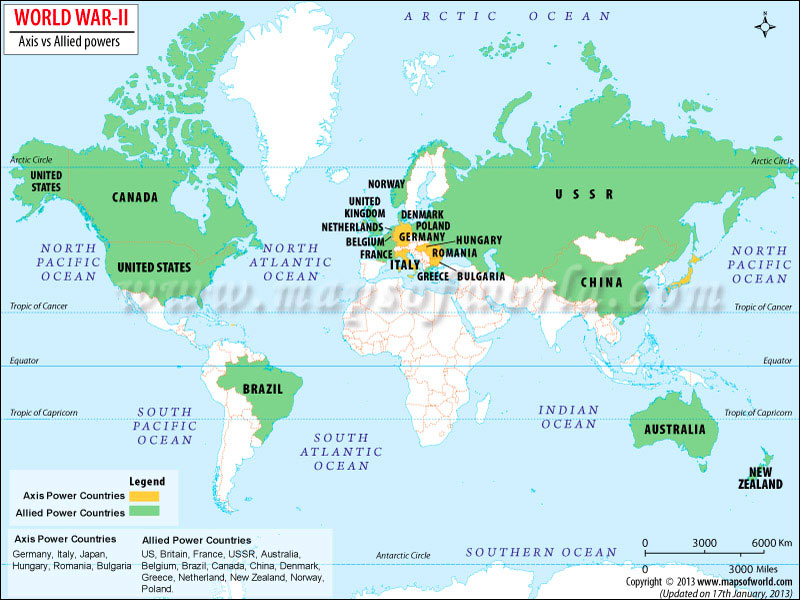 WORLD WAR-II
Axis vs Allied powers
ARCTIC OCEAN
N
Arctic Circle
Arctic Circle
UNITED
STATES
CANADA
NORWAY
USSR
UNITED
KINGDOM
DENMARK
NETHERLANDS
POLAND
GERMANY
BELGIUM
HUNGARY
FRANCE
ROMANIA
ITALY
GREECE
BULGARIA
NORTH
PACIFIC
OCEAN
UNITED STATES
NORTH
ATLANTIC
OCEAN
CHINA
NORTH
PACIFIC
OCEAN
www.mapsofworld.com
Tropic of Cancer
Tropic of Cancer
Equator
Equator
BRAZIL
Tropic of Capricorn
Tropic of Capricorn
SOUTH
PACIFIC
OCEAN
SOUTH
ATLANTIC
OCEAN
INDIAN
OCEAN
AUSTRALIA
NEW
ZEALAND
Legend
Axis Power Countries
Allied Power Countries
Axis Power Countries
Germany, Italy, Japan,
Hungary, Romania, Bulgaria
Allied Power Countries
US, Britain, France, USSR, Australia,
Belgium, Brazil, Canada, China, Denmark,
Greece, Netherland, New Zealand, Norway,
Poland.
Antarctic Circle
SOUTHERN OCEAN
0 3000 6000 Km
0 3000 Miles
Copyright © 2013 www.mapsofworld.com
(Updated on 17th January, 2013)